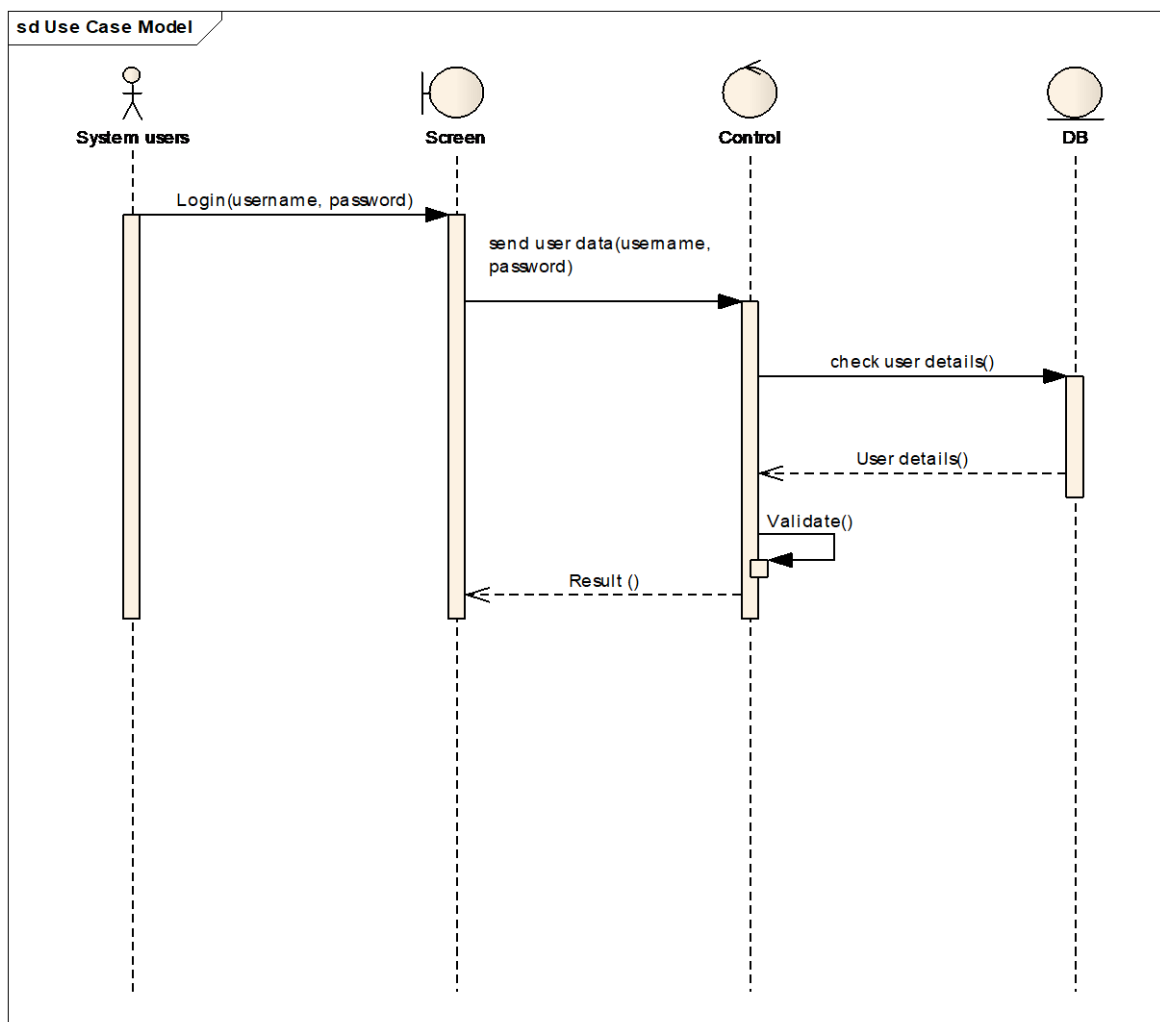 sd Use Case Model
System users
Screen
Control
DB
Login(username, password)
send user data(username,
password)
check user details()
User details()
Validate()
Result ()